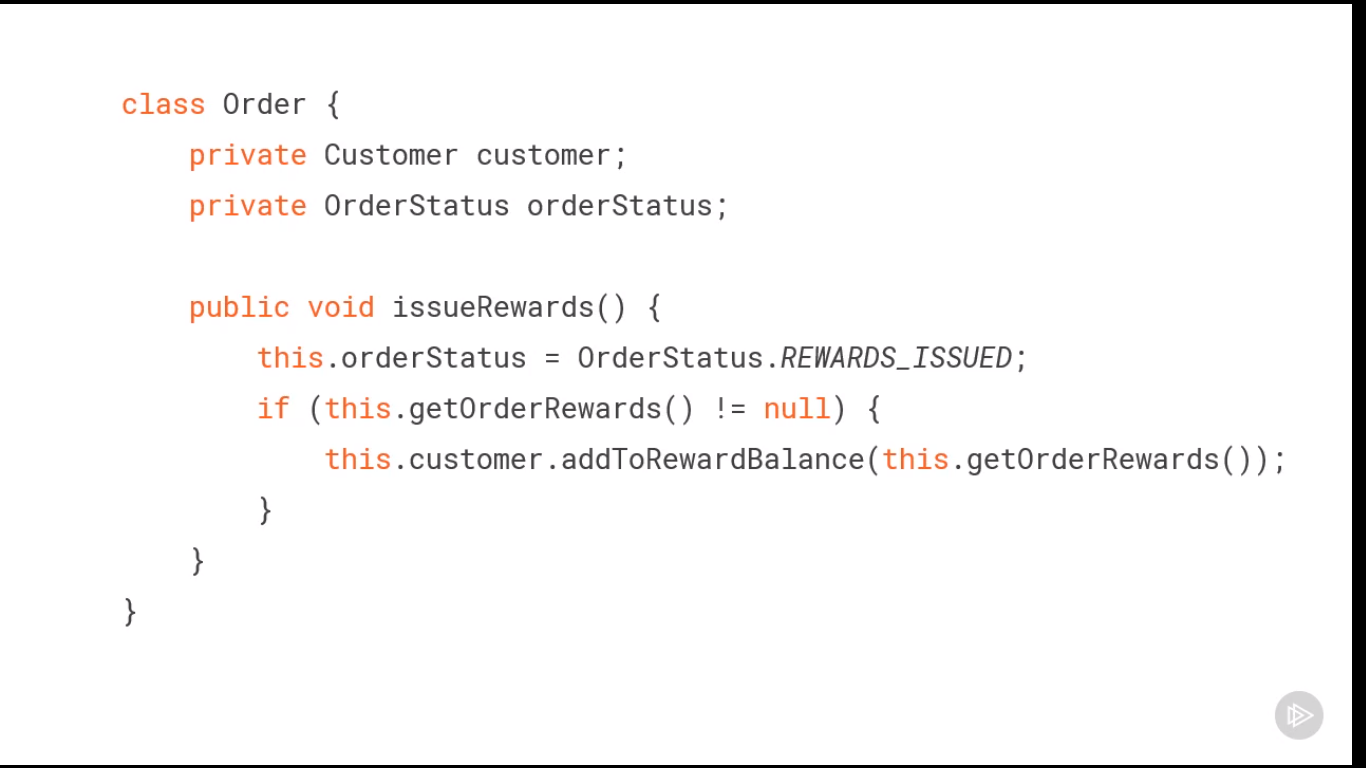 class Order {
    private Customer customer;
    private OrderStatus orderStatus;

    public void issueRewards() {
        this.orderStatus = OrderStatus.REWARDS_ISSUED;
        if (this.getOrderRewards() != null) {
            this.customer.addToRewardBalance(this.getOrderRewards());
        }
    }
}